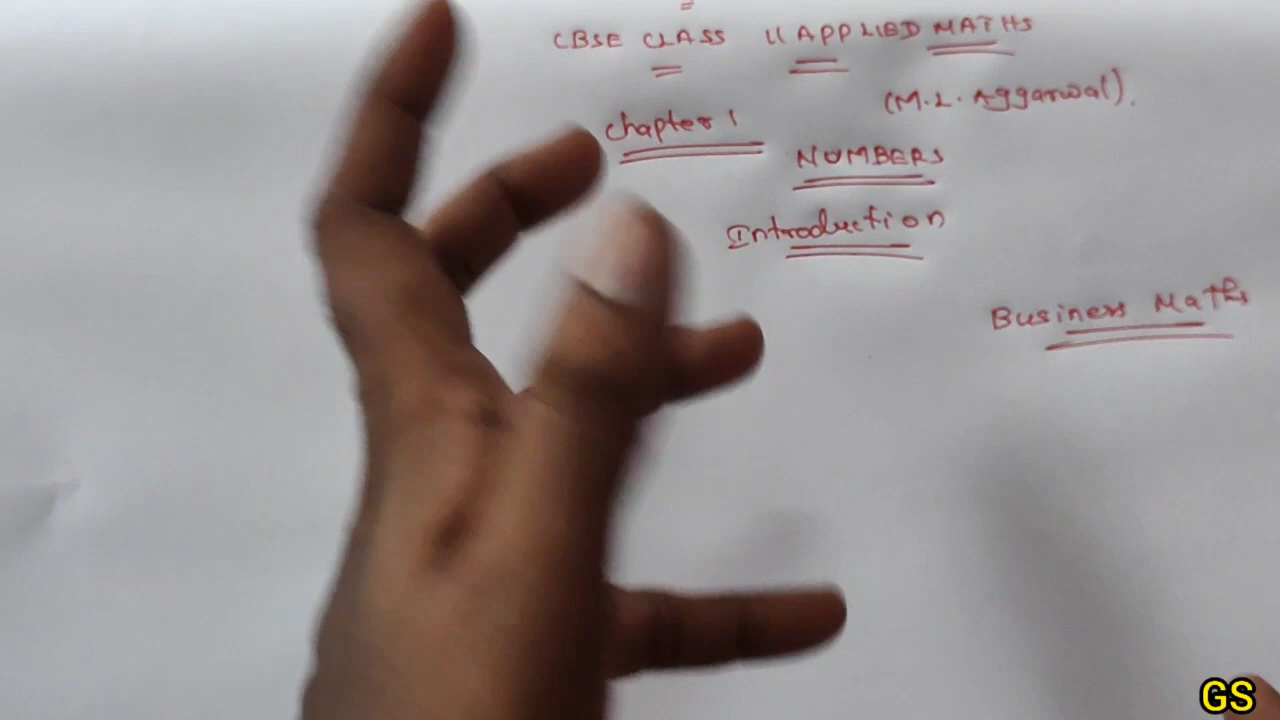 CBSE CLASS 11 APPLIED MATHS
(M.L. Aggarwal).
Chapter 1
NUMBERS
Introduction
Business Maths
GS